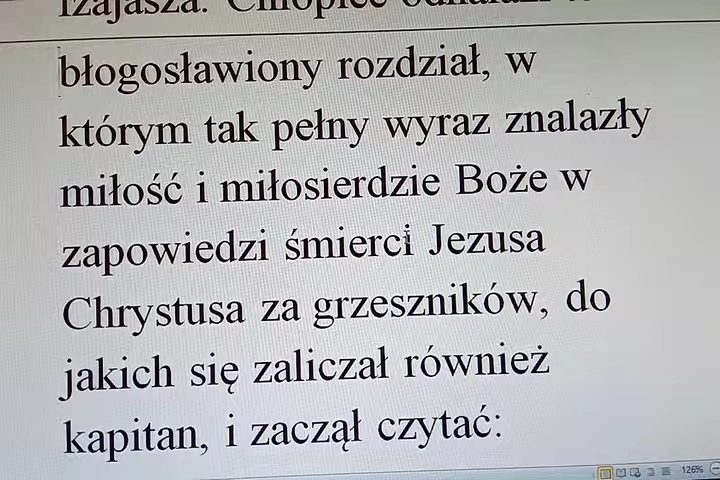 błogosławiony rozdział, w
którym tak pełny wyraz znalazły
miłość i miłosierdzie Boże w
zapowiedzi śmierci Jezusa
Chrystusa za grzeszników, do
jakich się zaliczał również
kapitan, i zaczął czytać:
126%